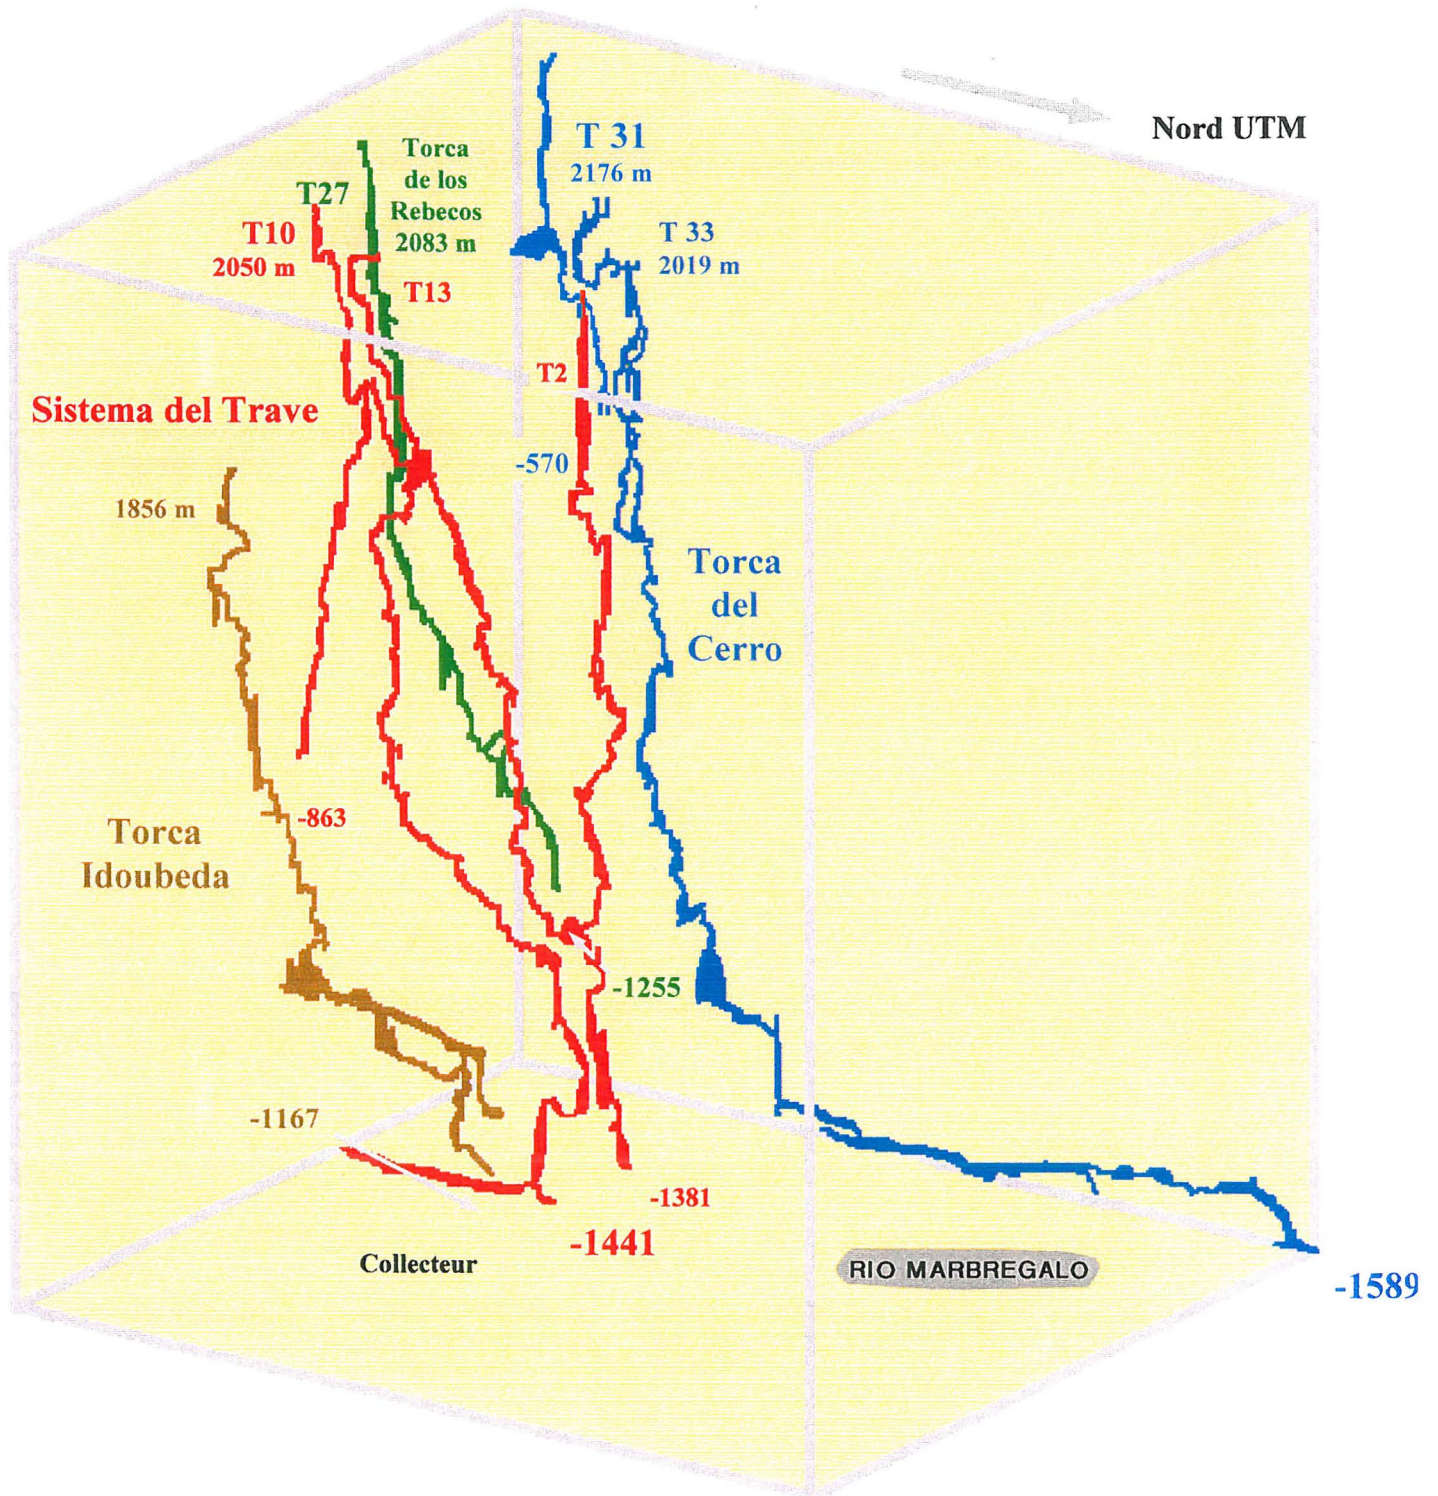 Nord UTM
T 31
2176 m
Torca
de los
Rebecos
2083 m
T27
T10
2050 m
T13
T 33
2019 m
T2
Sistema del Trave
-570
1856 m
Torca
del
Cerro
-863
Torca
Idoubeda
-1255
-1167
-1381
-1441
Collecteur
RIO MARBREGALO
-1589